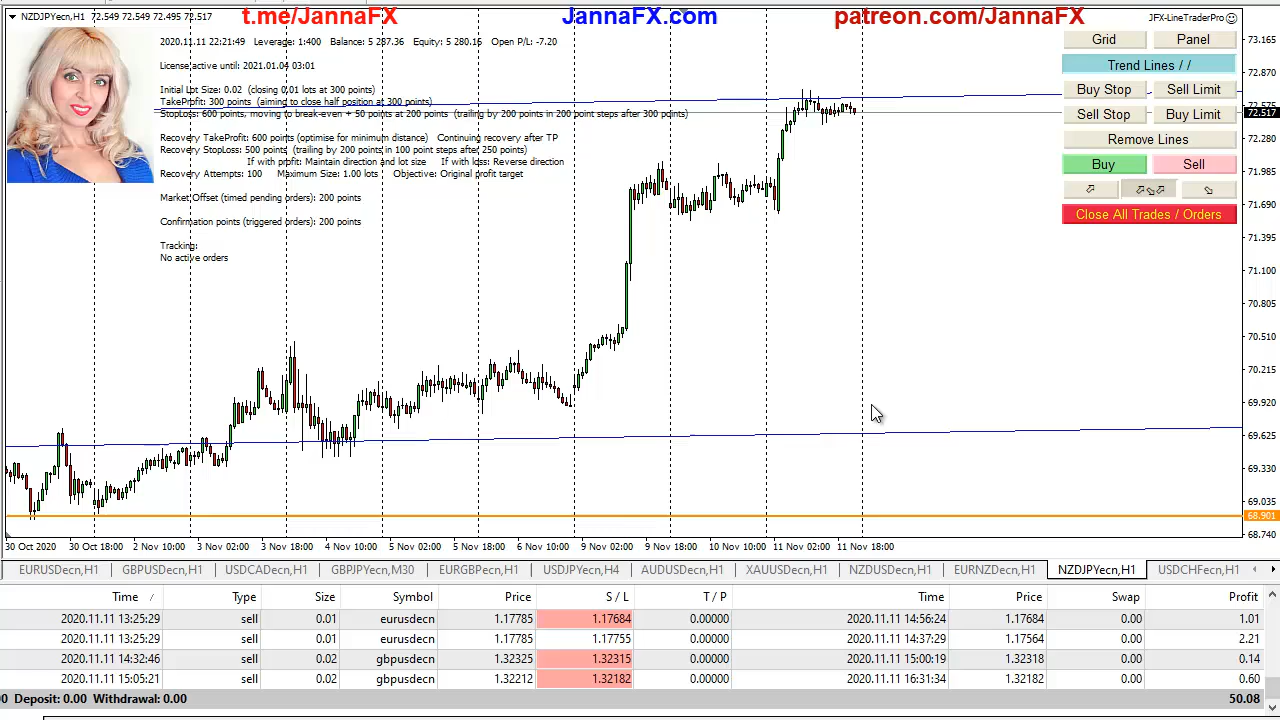 NZDJPYecn,H1 72.549 72.549 72.495 72.517
t.me/JannaFX
JannaFX.com
patreon.com/JannaFX
JFX-LineTraderPro
2020.11.11 22:21:49 Leverage: 1:400 Balance: 5 287.36 Equity: 5 280.16 Open P/L: -7.20
License active until: 2021.01.04 03:01
Initial Lot Size: 0.02 (closing 0.01 lots at 300 points)
TakeProfit: 300 points (aiming to close half position at 300 points)
StopLoss: 600 points, moving to break-even + 50 points at 200 points (trailing by 200 points in 200 point steps after 300 points)
Recovery TakeProfit: 600 points (optimise for minimum distance) Continuing recovery after TP
Recovery StopLoss: 500 points (trailing by 200 points in 100 point steps after 250 points)
If with profit: Maintain direction and lot size If with loss: Reverse direction
Recovery Attempts: 100 Maximum Size: 1.00 lots Objective: Original profit target
Market Offset (timed pending orders): 200 points
Confirmation points (triggered orders): 200 points
Tracking:
No active orders
Grid Panel
Trend Lines / /
Buy Stop Sell Limit
Sell Stop Buy Limit
Remove Lines
Buy Sell
Close All Trades / Orders
73.165
72.870
72.575
72.517
71.985
71.690
71.395
71.100
70.805
70.510
70.215
69.920
69.625
69.330
69.035
68.901
68.740
30 Oct 2020 30 Oct 18:00 2 Nov 10:00 3 Nov 02:00 3 Nov 18:00 4 Nov 10:00 5 Nov 02:00 5 Nov 18:00 6 Nov 10:00 9 Nov 02:00 9 Nov 18:00 10 Nov 10:00 11 Nov 02:00 11 Nov 18:00
EURUSDecn,H1 GBPUSDecn,H1 USDCADecn,H1 GBPJPYecn,M30 EURGBPecn,H1 USDJPYecn,H4 AUDUSDecn,H1 XAUUSDecn,H1 NZDUSDecn,H1 EURNZDecn,H1 NZDJPYecn,H1 USDCHFecn,H1
Time / Type Size Symbol Price S / L T / P Time Price Swap Profit
2020.11.11 13:25:29 sell 0.01 eurusdecn 1.17785 1.17684 0.00000 2020.11.11 14:56:24 1.17684 0.00 1.01
2020.11.11 13:25:29 sell 0.01 eurusdecn 1.17785 1.17755 0.00000 2020.11.11 14:37:29 1.17564 0.00 2.21
2020.11.11 14:32:46 sell 0.02 gbpusdecn 1.32325 1.32315 0.00000 2020.11.11 15:00:19 1.32318 0.00 0.14
2020.11.11 15:05:21 sell 0.02 gbpusdecn 1.32212 1.32182 0.00000 2020.11.11 16:31:34 1.32182 0.00 0.60
0 Deposit: 0.00 Withdrawal: 0.00 50.08